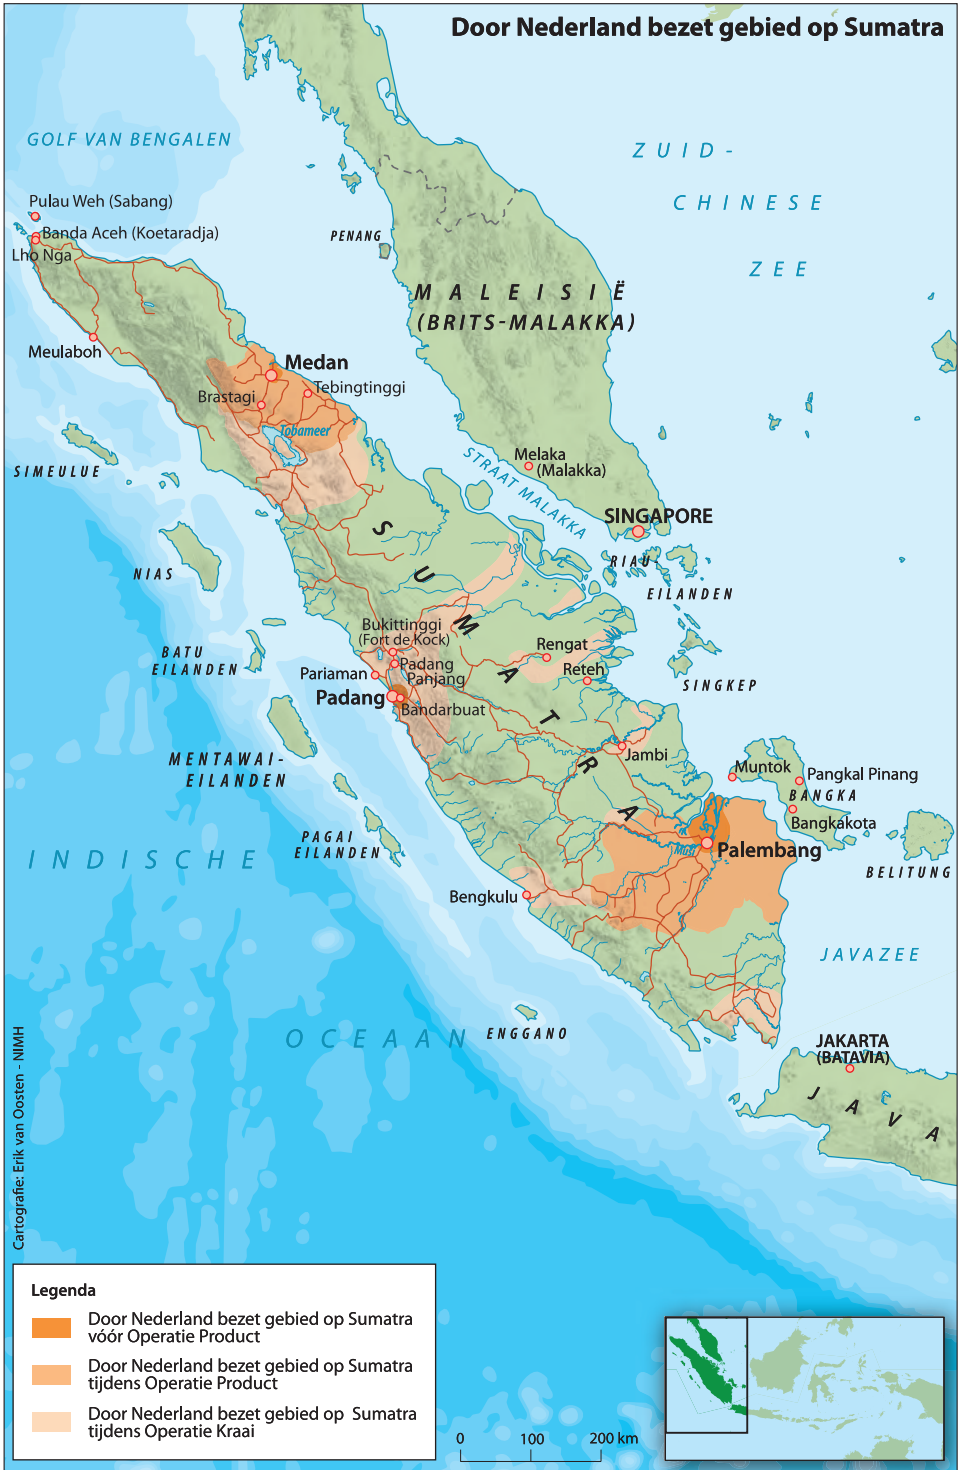 Door Nederland bezet gebied op Sumatra
GOLF VAN BENGALEN
ZUID-
CHINESE
ZEE
Pulau Weh (Sabang)
Banda Aceh (Koetaradja)
Lho Nga
PENANG
MALEISIË
(BRITS-MALAKKA)
Meulaboh
Medan
Tebingtinggi
Brastagi
Tobameer
Melaka
(Malakka)
STRAAT MALAKKA
SIMEULUE
SINGAPORE
RIAU-
EILANDEN
NIAS
SUMATRA
Bukittinggi
(Fort de Kock)
Padang
Panjang
Pariaman
Padang
Bandarbuat
Rengat
Reteh
BATU
EILANDEN
SINGKEP
MENTAWAI-
EILANDEN
Jambi
Muntok
Pangkal Pinang
BANGKA
Bangkakota
PAGAI
EILANDEN
Musi
Palembang
BELITUNG
INDISCHE
Bengkulu
JAVAZEE
OCEAAN
ENGGANO
JAKARTA
(BATAVIA)
JAVA
Cartografie: Erik van Oosten - NIMH
Legenda
Door Nederland bezet gebied op Sumatra
vóór Operatie Product
Door Nederland bezet gebied op Sumatra
tijdens Operatie Product
Door Nederland bezet gebied op Sumatra
tijdens Operatie Kraai
0 100 200 km